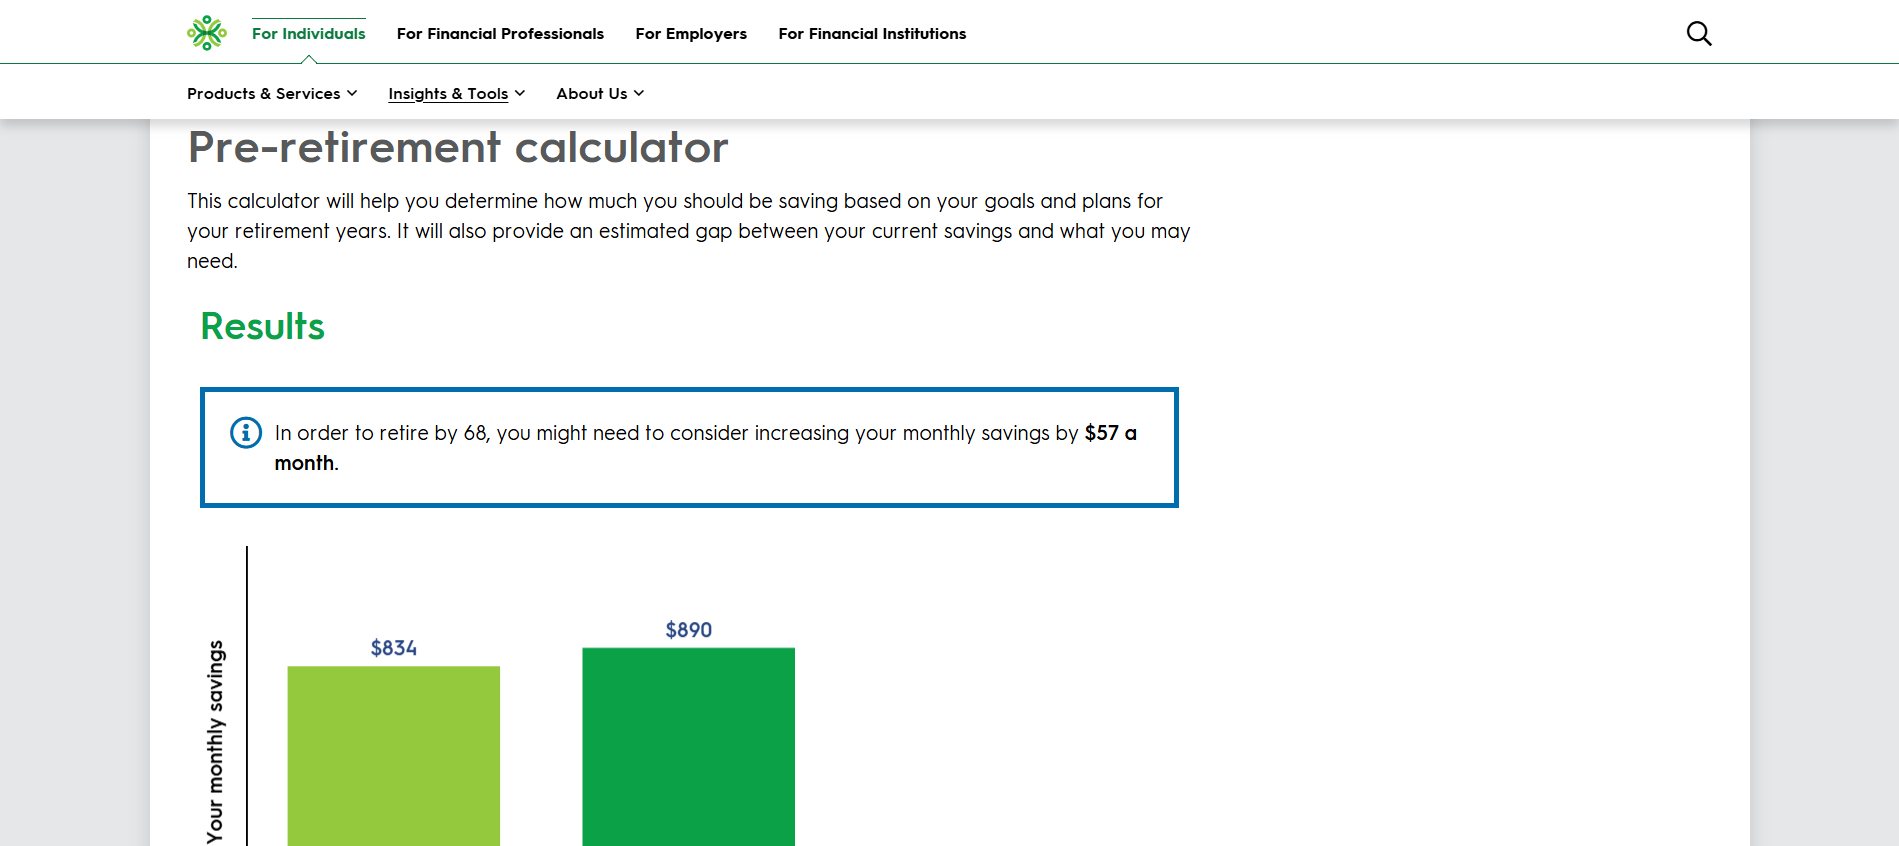 For Individuals For Financial Professionals For Employers For Financial Institutions
Products & Services Insights & Tools About Us
Pre-retirement calculator
This calculator will help you determine how much you should be saving based on your goals and plans for
your retirement years. It will also provide an estimated gap between your current savings and what you may
need.
Results
In order to retire by 68, you might need to consider increasing your monthly savings by $57 a
month.
$834
$890
Your monthly savings